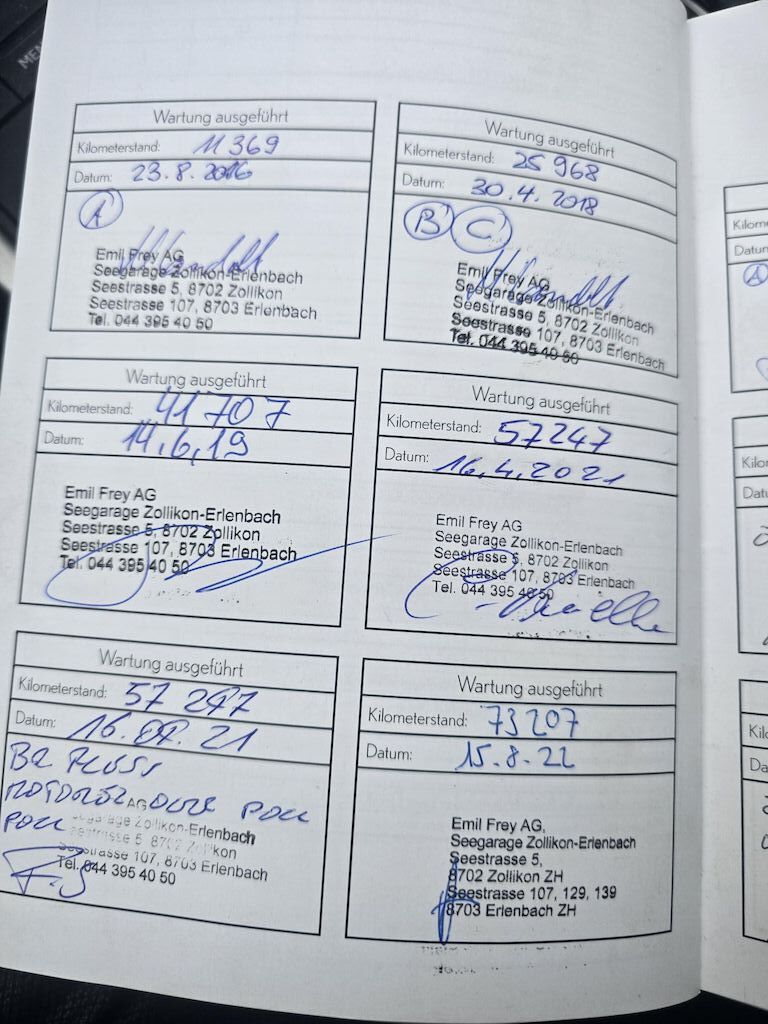 Wartung ausgeführt
Kilometerstand: 11 369
Datum: 23.8.2016
A
Emil Frey AG
Seegarage Zollikon-Erlenbach
Seestrasse 5, 8702 Zollikon
Seestrasse 107, 8703 Erlenbach
Tel. 044 395 40 50
Wartung ausgeführt
Kilometerstand: 25 968
Datum: 30.4.2018
B C
Emil Frey AG
Seegarage Zollikon-Erlenbach
Seestrasse 5, 8702 Zollikon
Seestrasse 107, 8703 Erlenbach
Tel. 044 395 40 50
Wartung ausgeführt
Kilometerstand: 41 707
Datum: 14.6.19
Emil Frey AG
Seegarage Zollikon-Erlenbach
Seestrasse 5, 8702 Zollikon
Seestrasse 107, 8703 Erlenbach
Tel. 044 395 40 50
Wartung ausgeführt
Kilometerstand: 57247
Datum: 16.4.2021
Emil Frey AG
Seegarage Zollikon-Erlenbach
Seestrasse 5, 8702 Zollikon
Seestrasse 107, 8703 Erlenbach
Tel. 044 395 40 50
Wartung ausgeführt
Kilometerstand: 57 247
Datum: 16. 21
AG
Seegarage Zollikon-Erlenbach
Seestrasse 5, 8702 Zollikon
Seestrasse 107, 8703 Erlenbach
Tel. 044 395 40 50
Wartung ausgeführt
Kilometerstand: 73207
Datum: 15.8.22
Emil Frey AG,
Seegarage Zollikon-Erlenbach
Seestrasse 5,
8702 Zollikon ZH
Seestrasse 107, 129, 139
8703 Erlenbach ZH